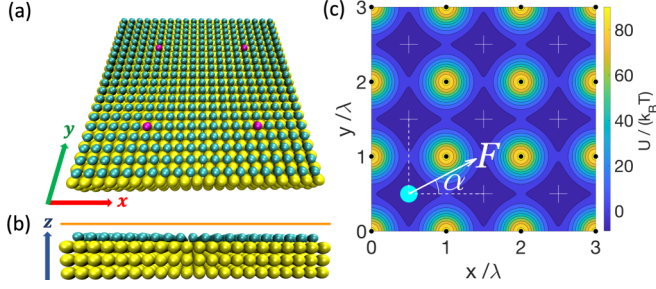 (a)
y
x
(b)
z
(c)
3
2
1
0
y/λ
0
1
2
3
x/λ
F
α
80
60
40
20
0
U / (k_BT)